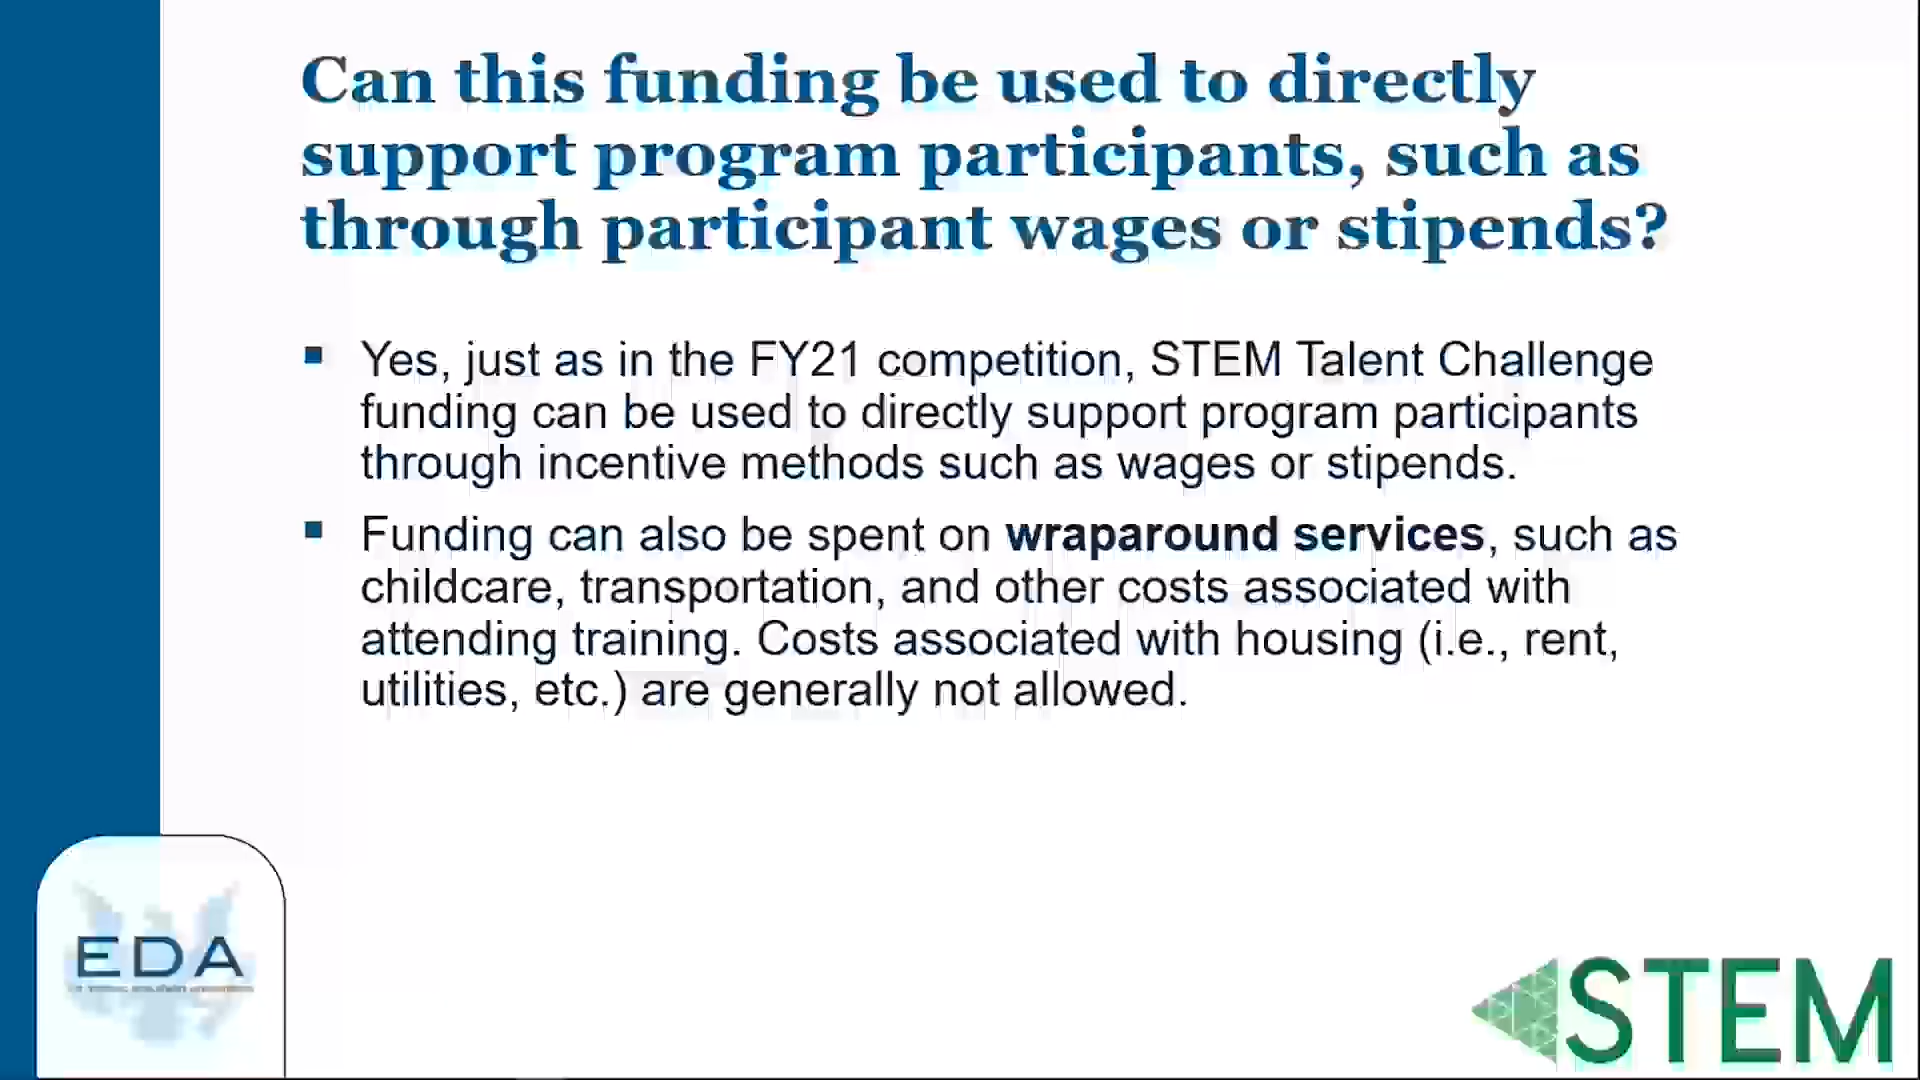 Can this funding be used to directly
support program participants, such as
through participant wages or stipends?
▪ Yes, just as in the FY21 competition, STEM Talent Challenge
funding can be used to directly support program participants
through incentive methods such as wages or stipends.
▪ Funding can also be spent on wraparound services, such as
childcare, transportation, and other costs associated with
attending training. Costs associated with housing (i.e., rent,
utilities, etc.) are generally not allowed.
EDA
STEM